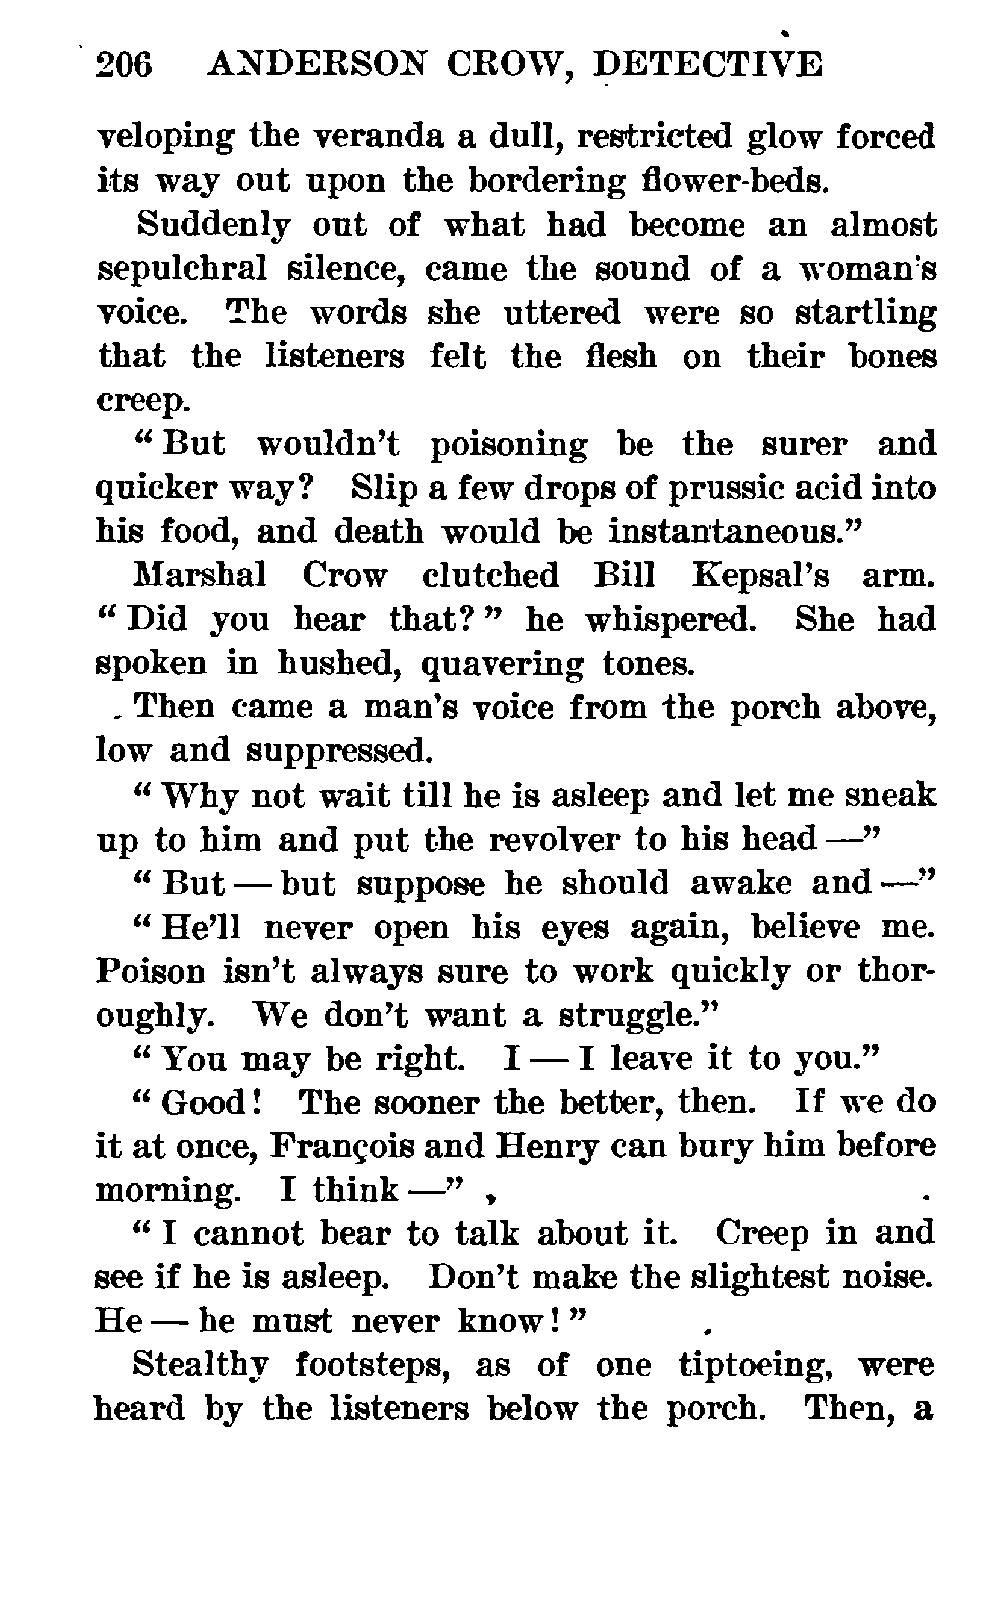 206 ANDERSON CROW, DETECTIVE
veloping the veranda a dull, restricted glow forced
its way out upon the bordering flower-beds.
Suddenly out of what had become an almost
sepulchral silence, came the sound of a woman's
voice. The words she uttered were so startling
that the listeners felt the flesh on their bones
creep.
“ But wouldn't poisoning be the surer and
quicker way? Slip a few drops of prussic acid into
his food, and death would be instantaneous.”
Marshal Crow clutched Bill Kepsal's arm.
“ Did you hear that? ” he whispered. She had
spoken in hushed, quavering tones.
Then came a man's voice from the porch above,
low and suppressed.
“ Why not wait till he is asleep and let me sneak
up to him and put the revolver to his head —”
“ But — but suppose he should awake and —”
“ He'll never open his eyes again, believe me.
Poison isn't always sure to work quickly or thor-
oughly. We don't want a struggle.”
“ You may be right. I — I leave it to you.”
“ Good! The sooner the better, then. If we do
it at once, François and Henry can bury him before
morning. I think —”
“ I cannot bear to talk about it. Creep in and
see if he is asleep. Don't make the slightest noise.
He — he must never know! ”
Stealthy footsteps, as of one tiptoeing, were
heard by the listeners below the porch. Then, a